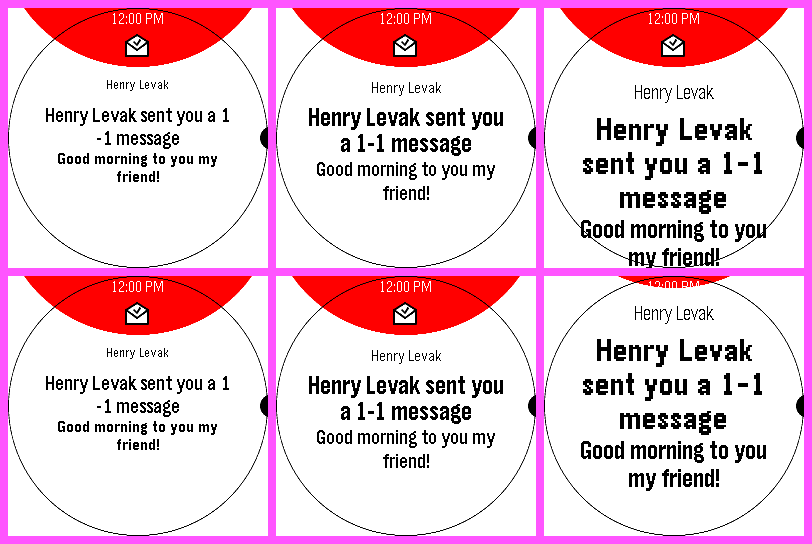 12:00 PM
Henry Levak
Henry Levak sent you a 1
-1 message
Good morning to you my
friend!
12:00 PM
Henry Levak
Henry Levak sent you
a 1-1 message
Good morning to you my
friend!
12:00 PM
Henry Levak
Henry Levak
sent you a 1-1
message
Good morning to you
my friend!
12:00 PM
Henry Levak
Henry Levak sent you a 1
-1 message
Good morning to you my
friend!
12:00 PM
Henry Levak
Henry Levak sent you
a 1-1 message
Good morning to you my
friend!
12:00 PM
Henry Levak
Henry Levak
sent you a 1-1
message
Good morning to you
my friend!